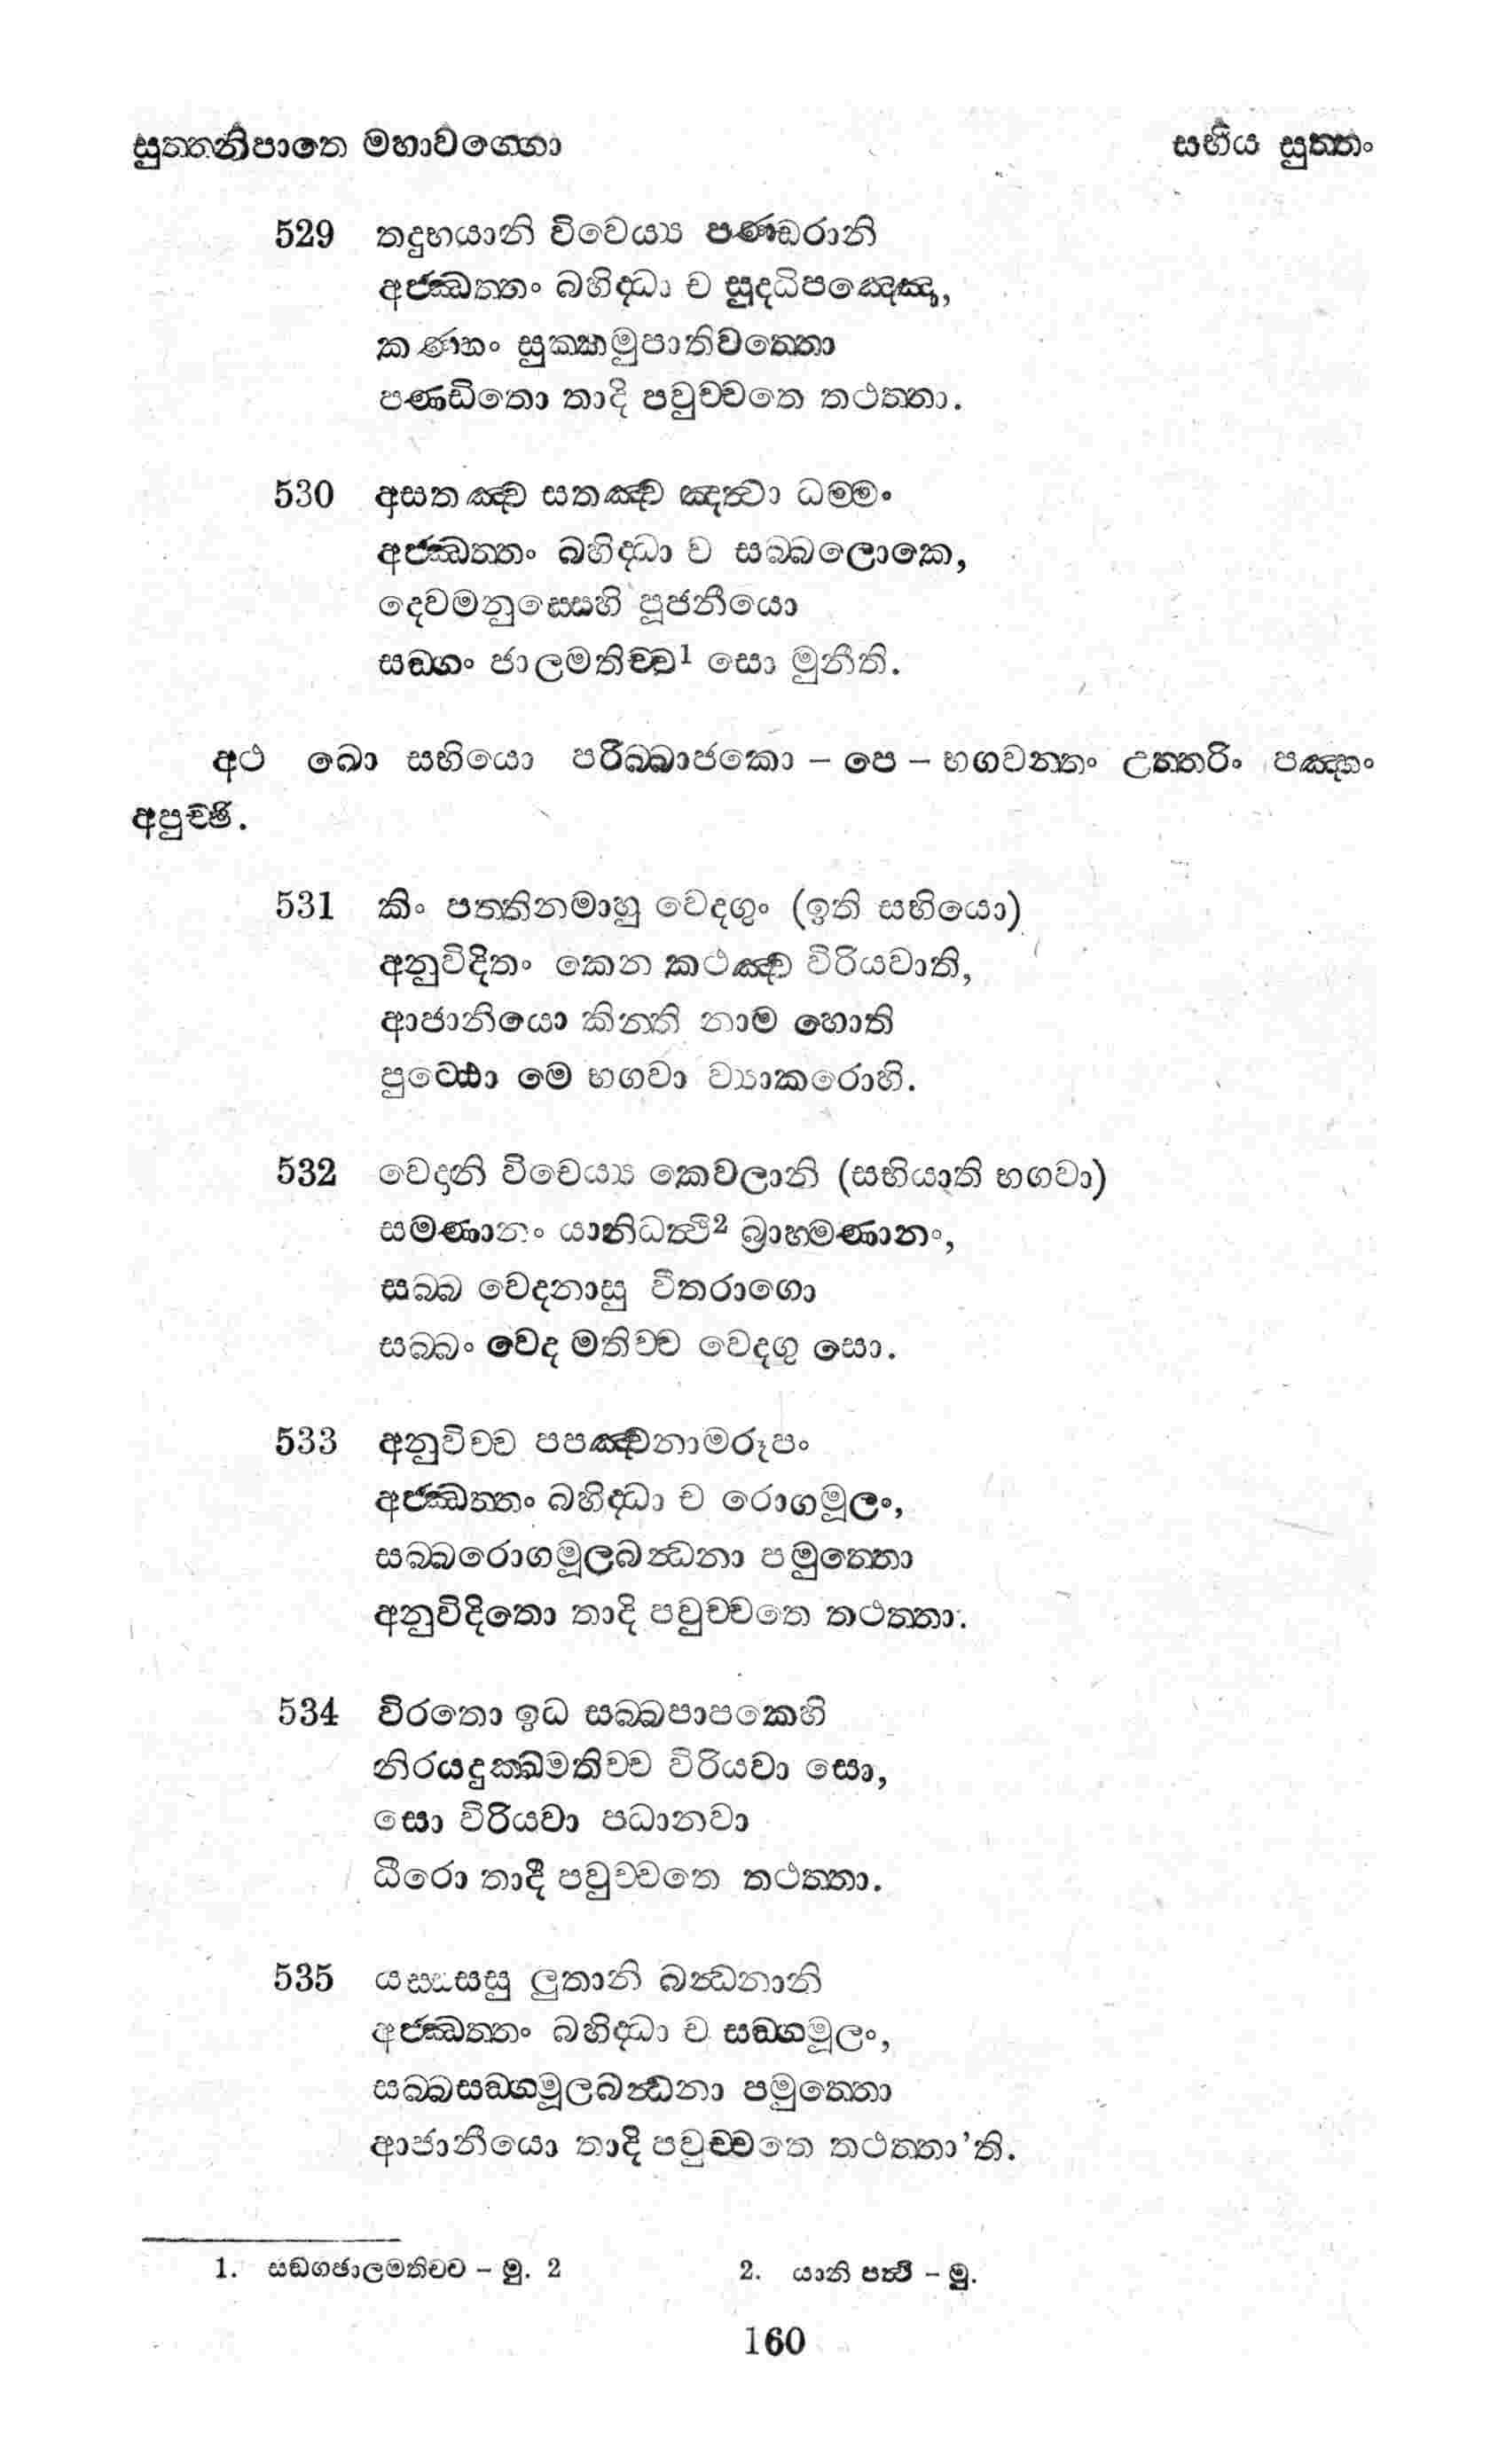 සුත්තනිපාතෙ මහාවග්ගො සභිය සුත්තං
529 තදුභයානි විචෙය්‍ය පණ්ඩරානි
අජ්ඣත්තං බහිද්ධා ච සුද්ධිපඤ්ඤො,
කණ්හං සුක්කමුපාතිවත්තො
පණ්ඩිතො තාදි පවුච්චතෙ තථත්තා.
530 අසතඤ්ච සතඤ්ච ඤත්වා ධම්මං
අජ්ඣත්තං බහිද්ධා ච සබ්බලොකෙ,
දෙවමනුස්සෙහි පූජනීයො
සඞ්ගං ජාලමතිච්ච1 සො මුනීති.
අථ ඛො සභියො පරිබ්බාජකො – පෙ – භගවන්තං උත්තරිං පඤ්හං
අපුච්ඡි.
531 කිං පත්තිනමාහු වෙදගුං (ඉති සභියො)
අනුවිදිතං කෙන කථඤ්ච විරියවාති,
ආජානියො කින්ති නාම හොති
පුට්ඨො මෙ භගවා ව්‍යාකරොහි.
532 වෙදානි විචෙය්‍ය කෙවලානි (සභියාති භගවා)
සමණානං යානිධත්ථි2 බ්‍රාහ්මණානං,
සබ්බ වෙදනාසු වීතරාගො
සබ්බං වෙද මතිච්ච වෙදගු සො.
533 අනුවිච්ච පපඤ්චනාමරූපං
අජ්ඣත්තං බහිද්ධා ච රොගමූලං,
සබ්බරොගමූලබන්ධනා පමුත්තො
අනුවිදිතො තාදි පවුච්චතෙ තථත්තා.
534 විරතො ඉධ සබ්බපාපකෙහි
නිරයදුක්ඛමතිච්ච විරියවා සො,
සො විරියවා පධානවා
ධීරො තාදී පවුච්චතෙ තථත්තා.
535 යස්සස්සු ලුතානි බන්ධනානි
අජ්ඣත්තං බහිද්ධා ච සඞ්ගමූලං,
සබ්බසඞ්ගමූලබන්ධනා පමුත්තො
ආජානීයො තාදි පවුච්චතෙ තථත්තා’ති.
1. සඞ්ගජාලමතිච්ච – මු. 2 2. යානි පත්ථි – මු.
160